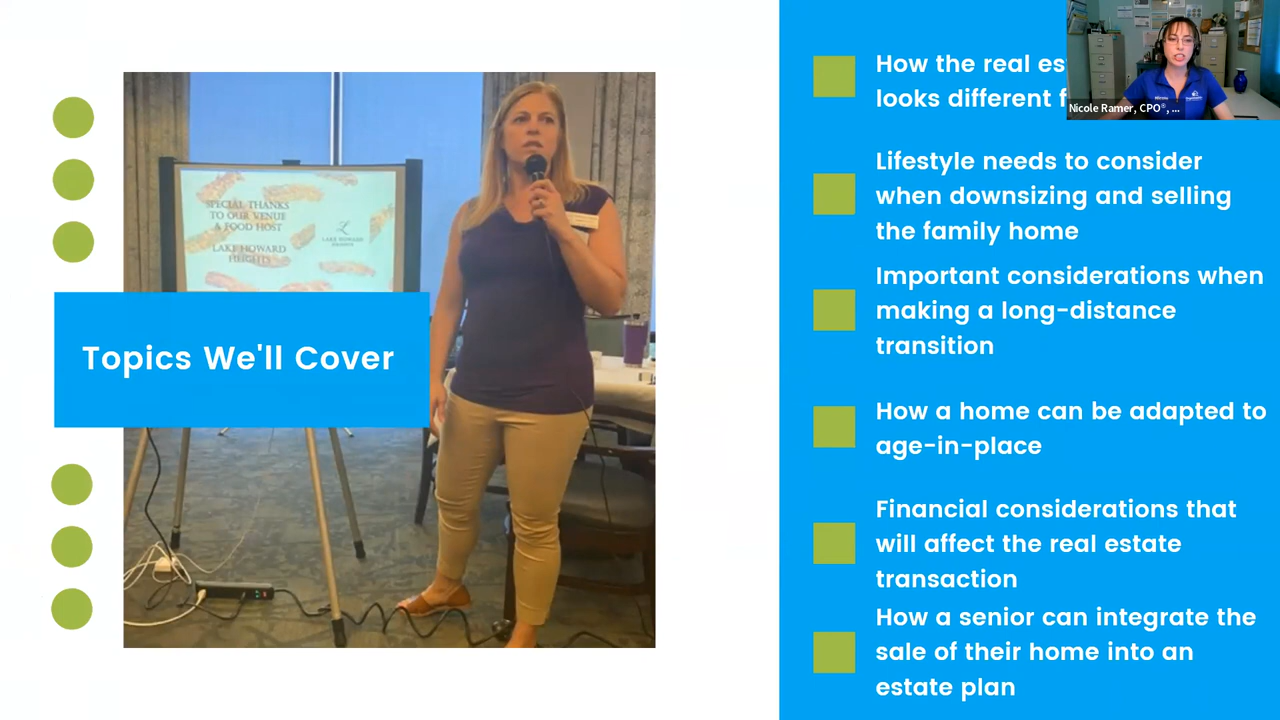 SPECIAL THANKS
TO OUR VENUE
& FOOD HOST
LAKE HOWARD
HEIGHTS
L
LAKE HOWARD
HEIGHTS
Topics We'll Cover
How the real es
looks different f
Lifestyle needs to consider
when downsizing and selling
the family home
Important considerations when
making a long-distance
transition
How a home can be adapted to
age-in-place
Financial considerations that
will affect the real estate
transaction
How a senior can integrate the
sale of their home into an
estate plan
Nicole Ramer, CPO®, ...